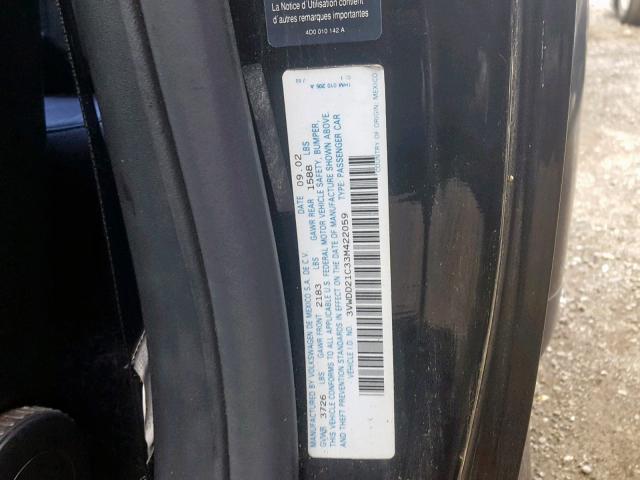 La Notice d'Utilisation contient
d'autres remarques importantes
4D0 010 142 A
MANUFACTURED BY VOLKSWAGEN DE MEXICO S.A. DE C.V. DATE 09.02
GVWR 3726 LBS GAWR FRONT 2183 LBS GAWR REAR 1588 LBS
THIS VEHICLE CONFORMS TO ALL APPLICABLE U.S. FEDERAL MOTOR VEHICLE SAFETY, BUMPER,
AND THEFT PREVENTION STANDARDS IN EFFECT ON THE DATE OF MANUFACTURE SHOWN ABOVE.
VEHICLE I.D. NO. 3VWDD21C33M422059 TYPE: PASSENGER CAR
COUNTRY OF ORIGIN, MEXICO
1HM 010 206 A